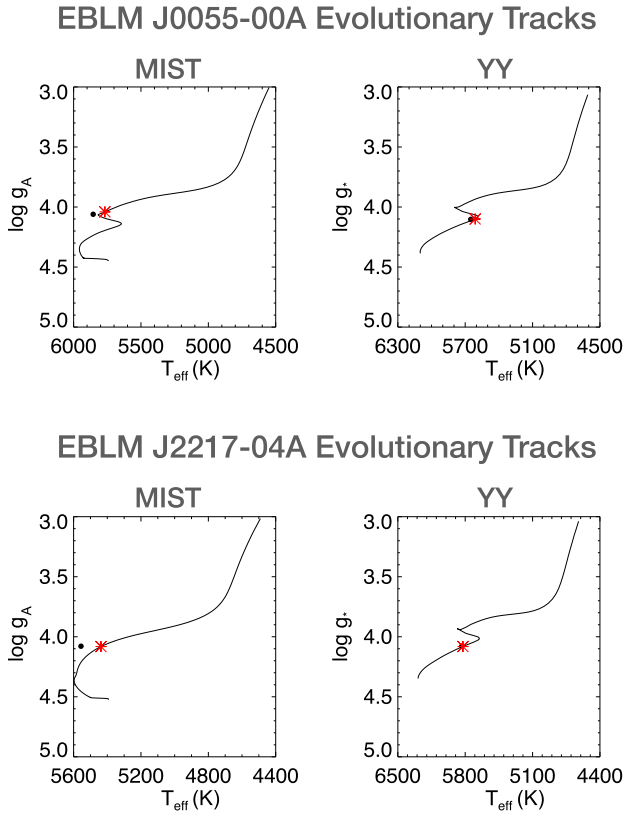 EBLM J0055-00A Evolutionary Tracks
MIST
YY
log g_A
3.0
3.5
4.0
4.5
5.0
6000 5500 5000 4500
T_eff (K)
log g_*
3.0
3.5
4.0
4.5
5.0
6300 5700 5100 4500
T_eff (K)
EBLM J2217-04A Evolutionary Tracks
MIST
YY
log g_A
3.0
3.5
4.0
4.5
5.0
5600 5200 4800 4400
T_eff (K)
log g_*
3.0
3.5
4.0
4.5
5.0
6500 5800 5100 4400
T_eff (K)